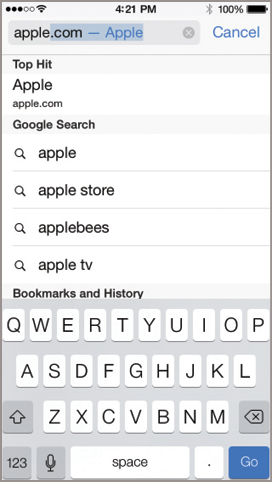 4:21 PM 100%
apple.com — Apple Cancel
Top Hit
Apple
apple.com
Google Search
apple
apple store
applebees
apple tv
Bookmarks and History
Q W E R T Y U I O P
A S D F G H J K L
Z X C V B N M
123 space . Go